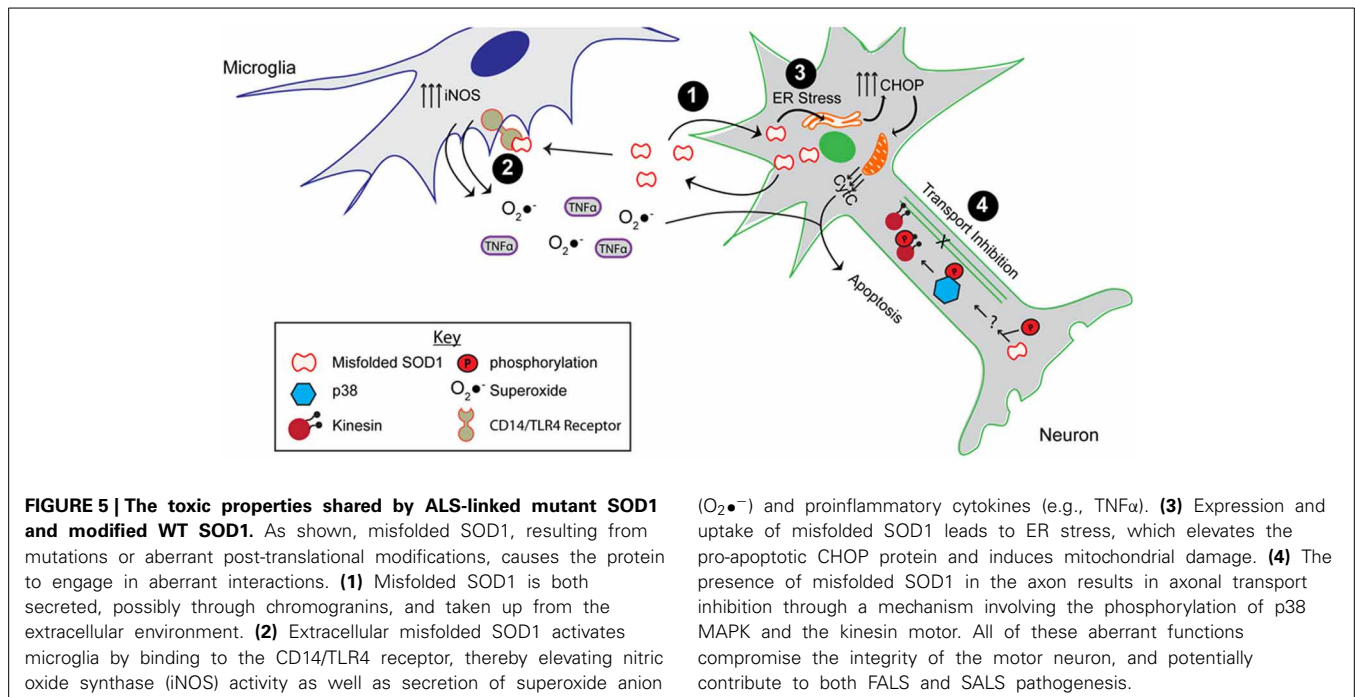 Microglia
↑↑↑ iNOS
1
2
3
ER Stress
↑↑↑CHOP
CytC
4
Transport Inhibition
X
P
P
?
P
O₂●⁻
TNFα
O₂●⁻
TNFα
O₂●⁻
TNFα
Apoptosis
Neuron
Key
Misfolded SOD1
P phosphorylation
p38
O₂●⁻ Superoxide
Kinesin
CD14/TLR4 Receptor
FIGURE 5 | The toxic properties shared by ALS-linked mutant SOD1
and modified WT SOD1. As shown, misfolded SOD1, resulting from
mutations or aberrant post-translational modifications, causes the protein
to engage in aberrant interactions. (1) Misfolded SOD1 is both
secreted, possibly through chromogranins, and taken up from the
extracellular environment. (2) Extracellular misfolded SOD1 activates
microglia by binding to the CD14/TLR4 receptor, thereby elevating nitric
oxide synthase (iNOS) activity as well as secretion of superoxide anion
(O₂●⁻) and proinflammatory cytokines (e.g., TNFα). (3) Expression and
uptake of misfolded SOD1 leads to ER stress, which elevates the
pro-apoptotic CHOP protein and induces mitochondrial damage. (4) The
presence of misfolded SOD1 in the axon results in axonal transport
inhibition through a mechanism involving the phosphorylation of p38
MAPK and the kinesin motor. All of these aberrant functions
compromise the integrity of the motor neuron, and potentially
contribute to both FALS and SALS pathogenesis.